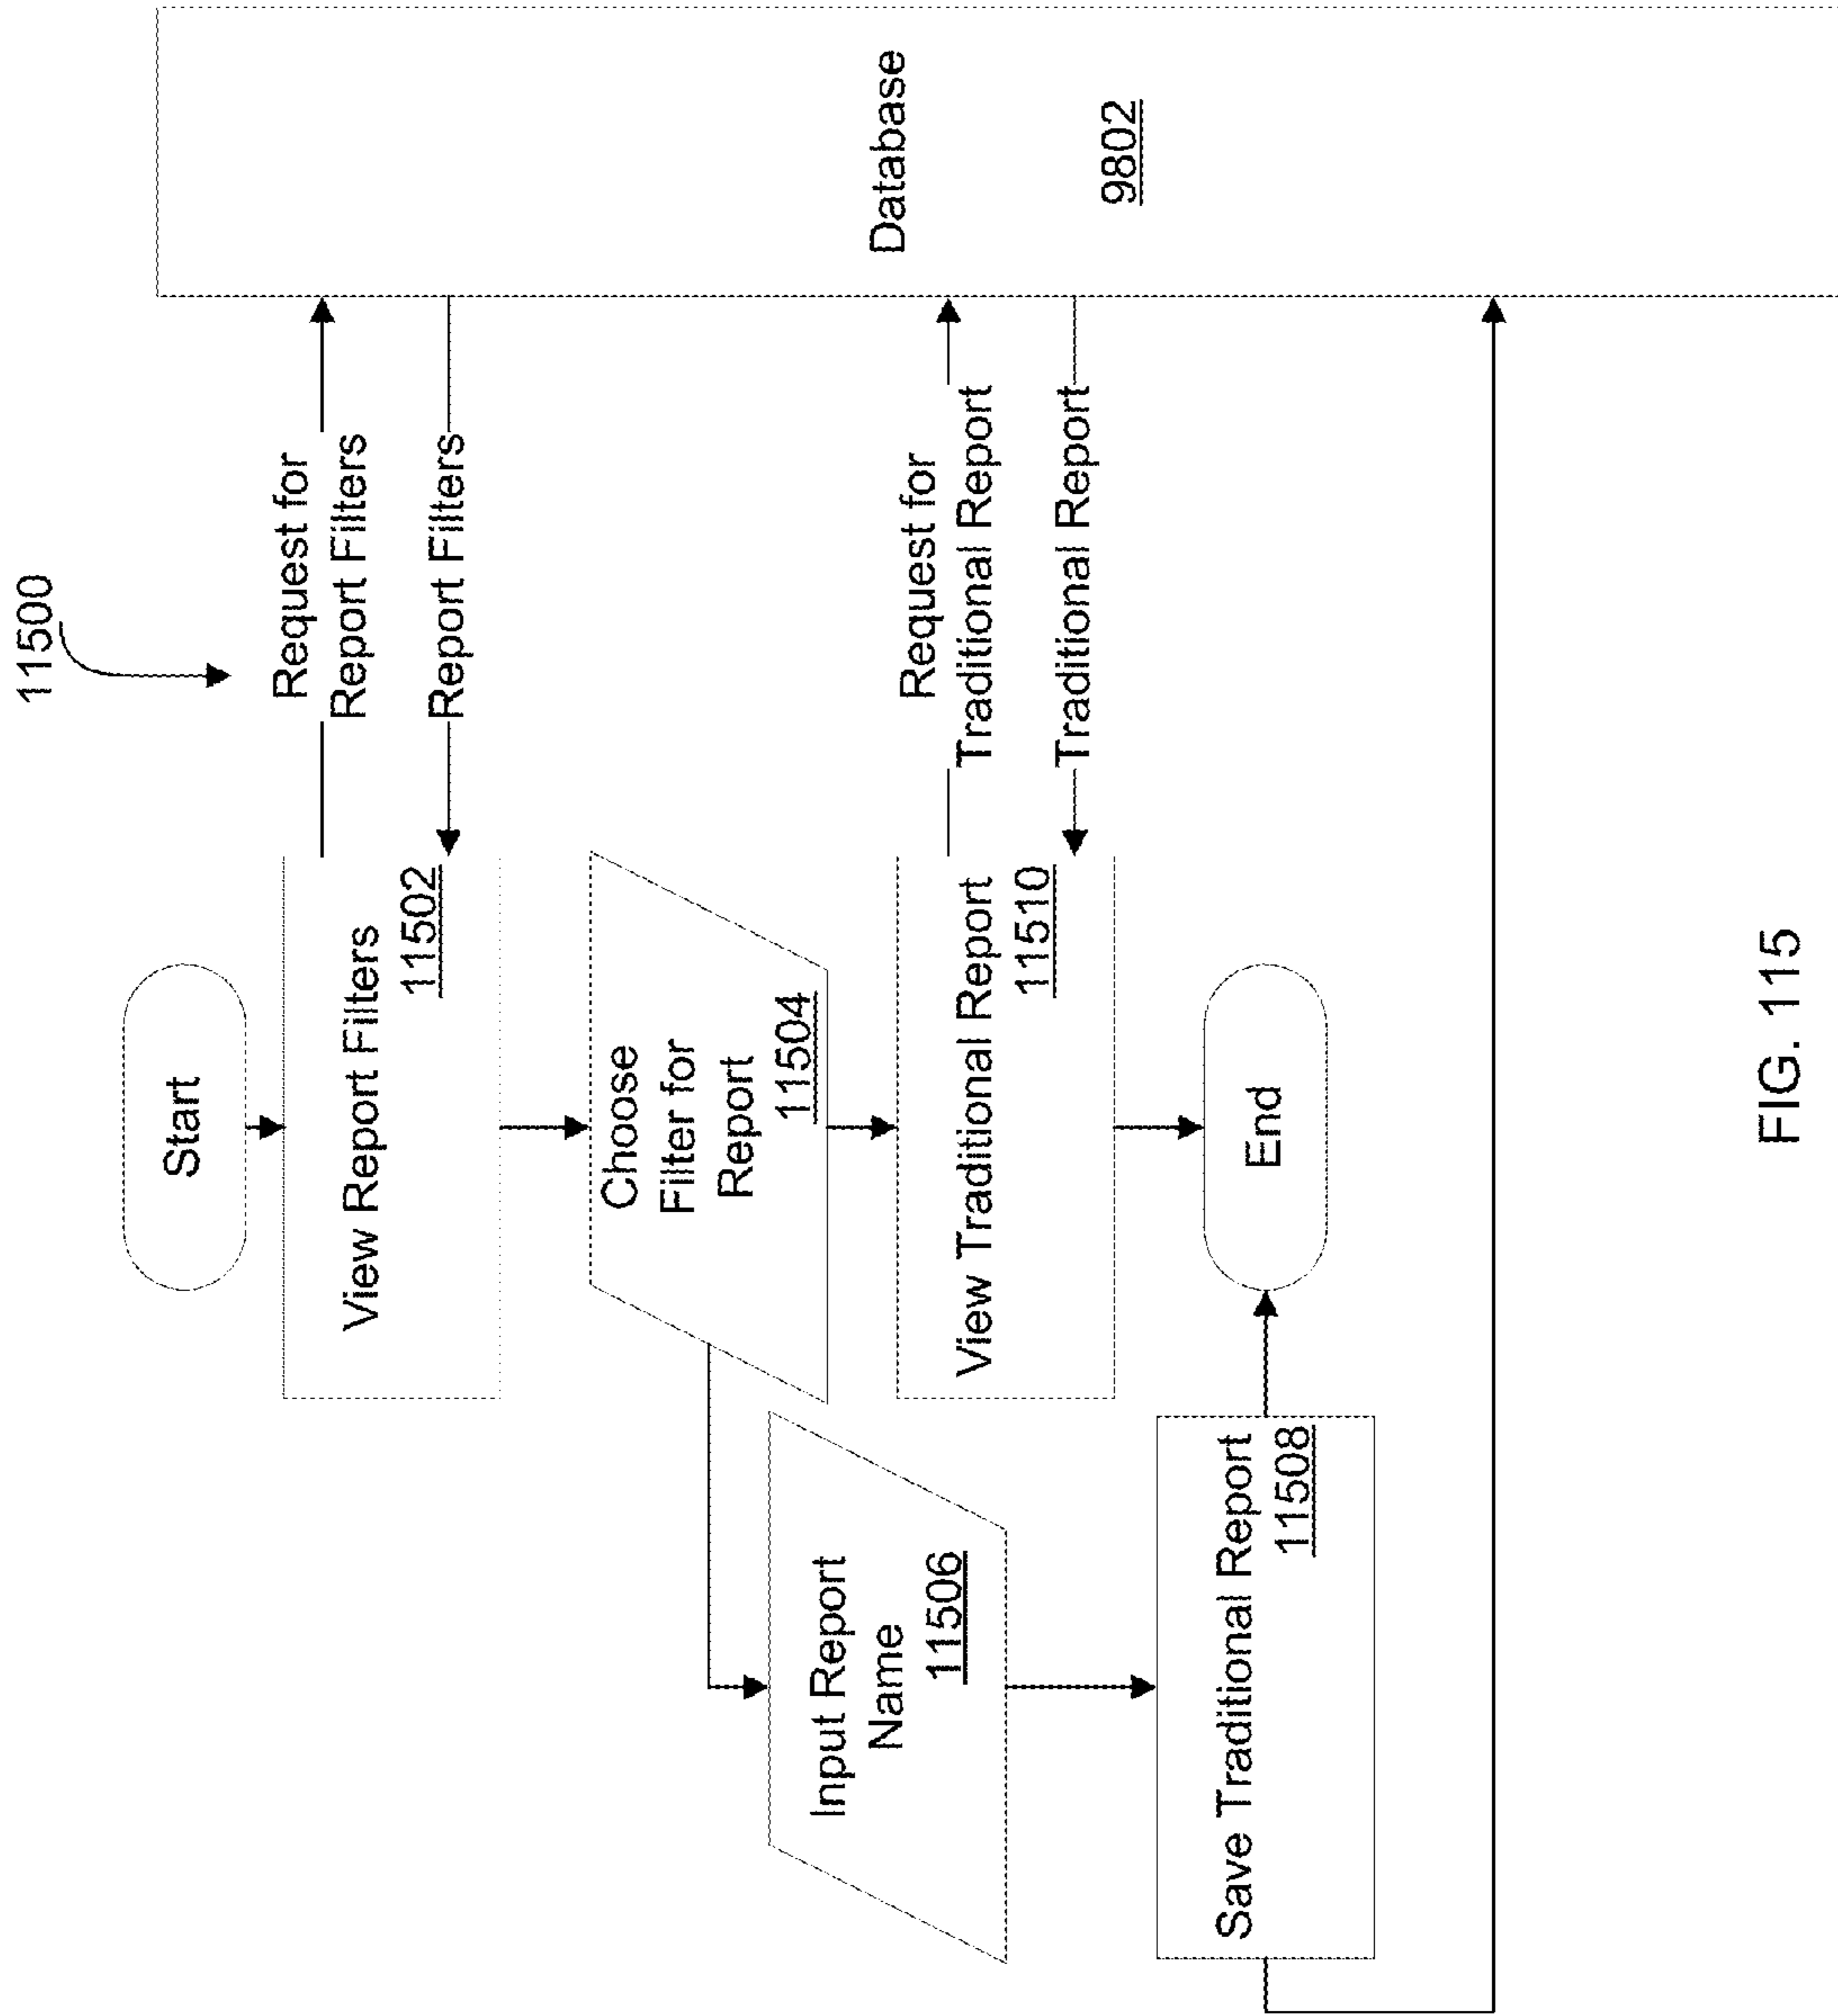 11500
Start
View Report Filters
11502
Request for
Report Filters
Report Filters
Choose
Filter for
Report
11504
Input Report
Name
11506
View Traditional Report
11510
Request for
Traditional Report
Traditional Report
Save Traditional Report
11508
End
Database
9802
FIG. 115